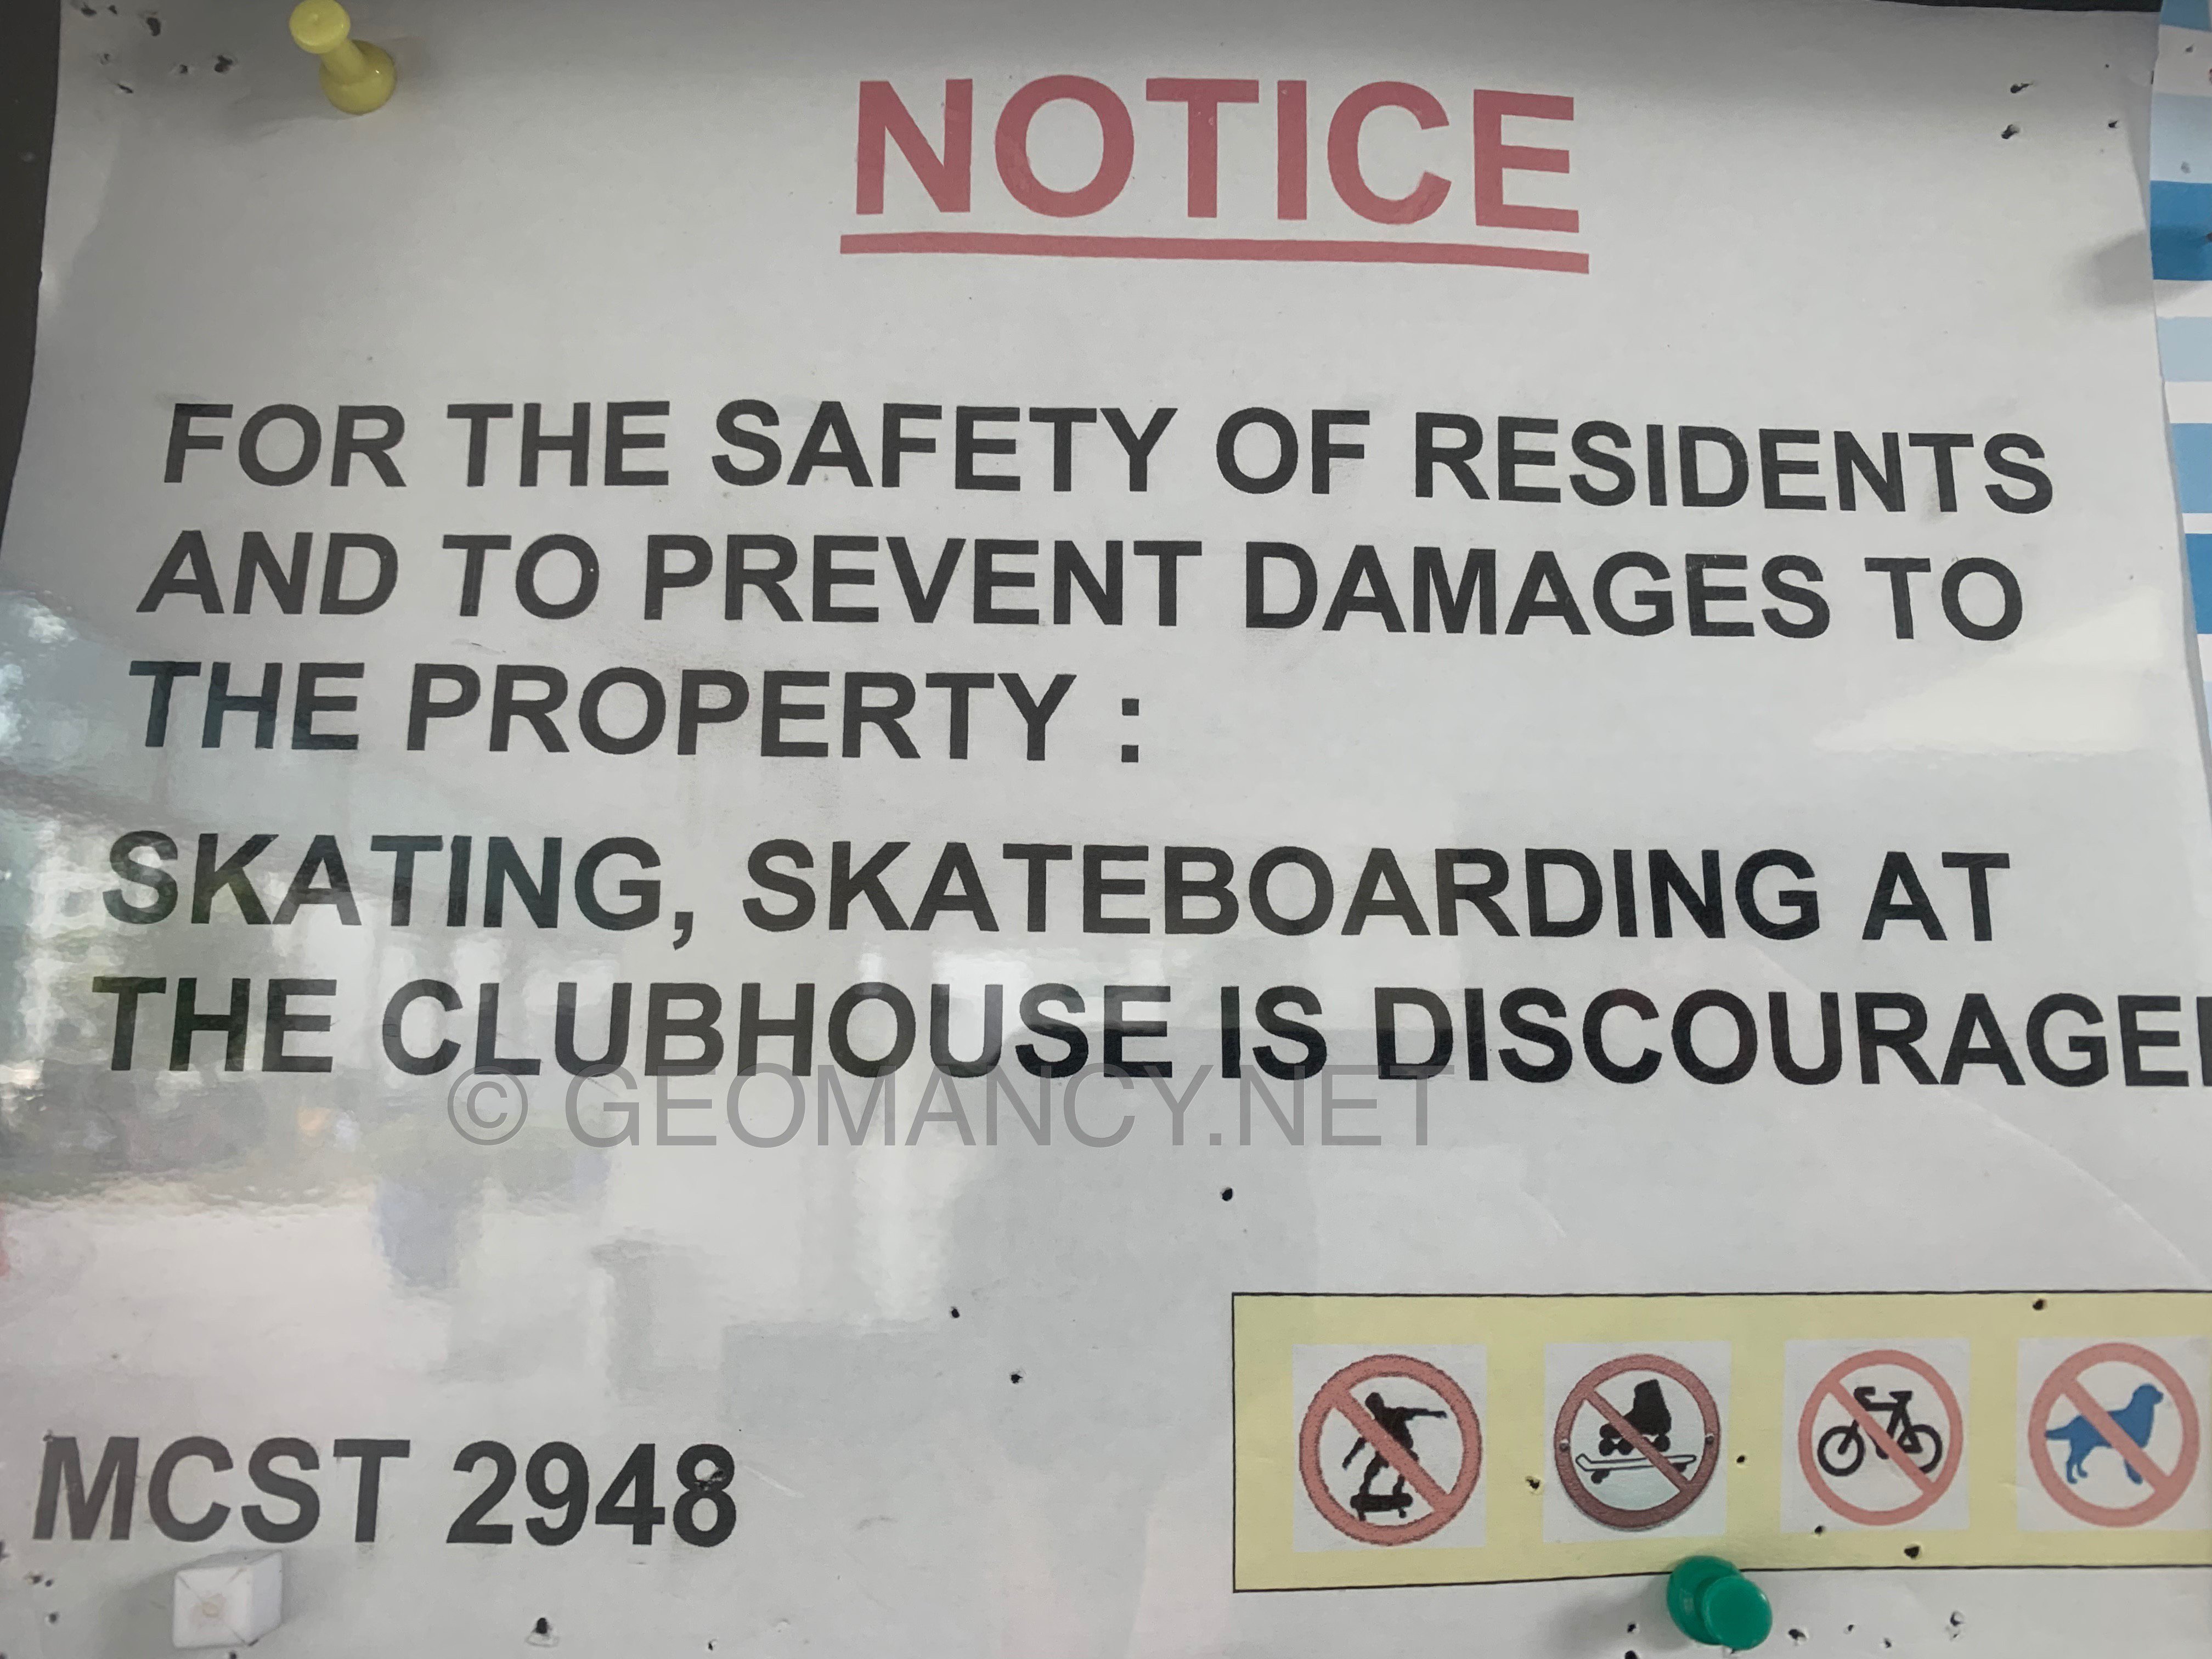 NOTICE
FOR THE SAFETY OF RESIDENTS
AND TO PREVENT DAMAGES TO
THE PROPERTY :
SKATING, SKATEBOARDING AT
THE CLUBHOUSE IS DISCOURAGE
© GEOMANCY.NET
MCST 2948